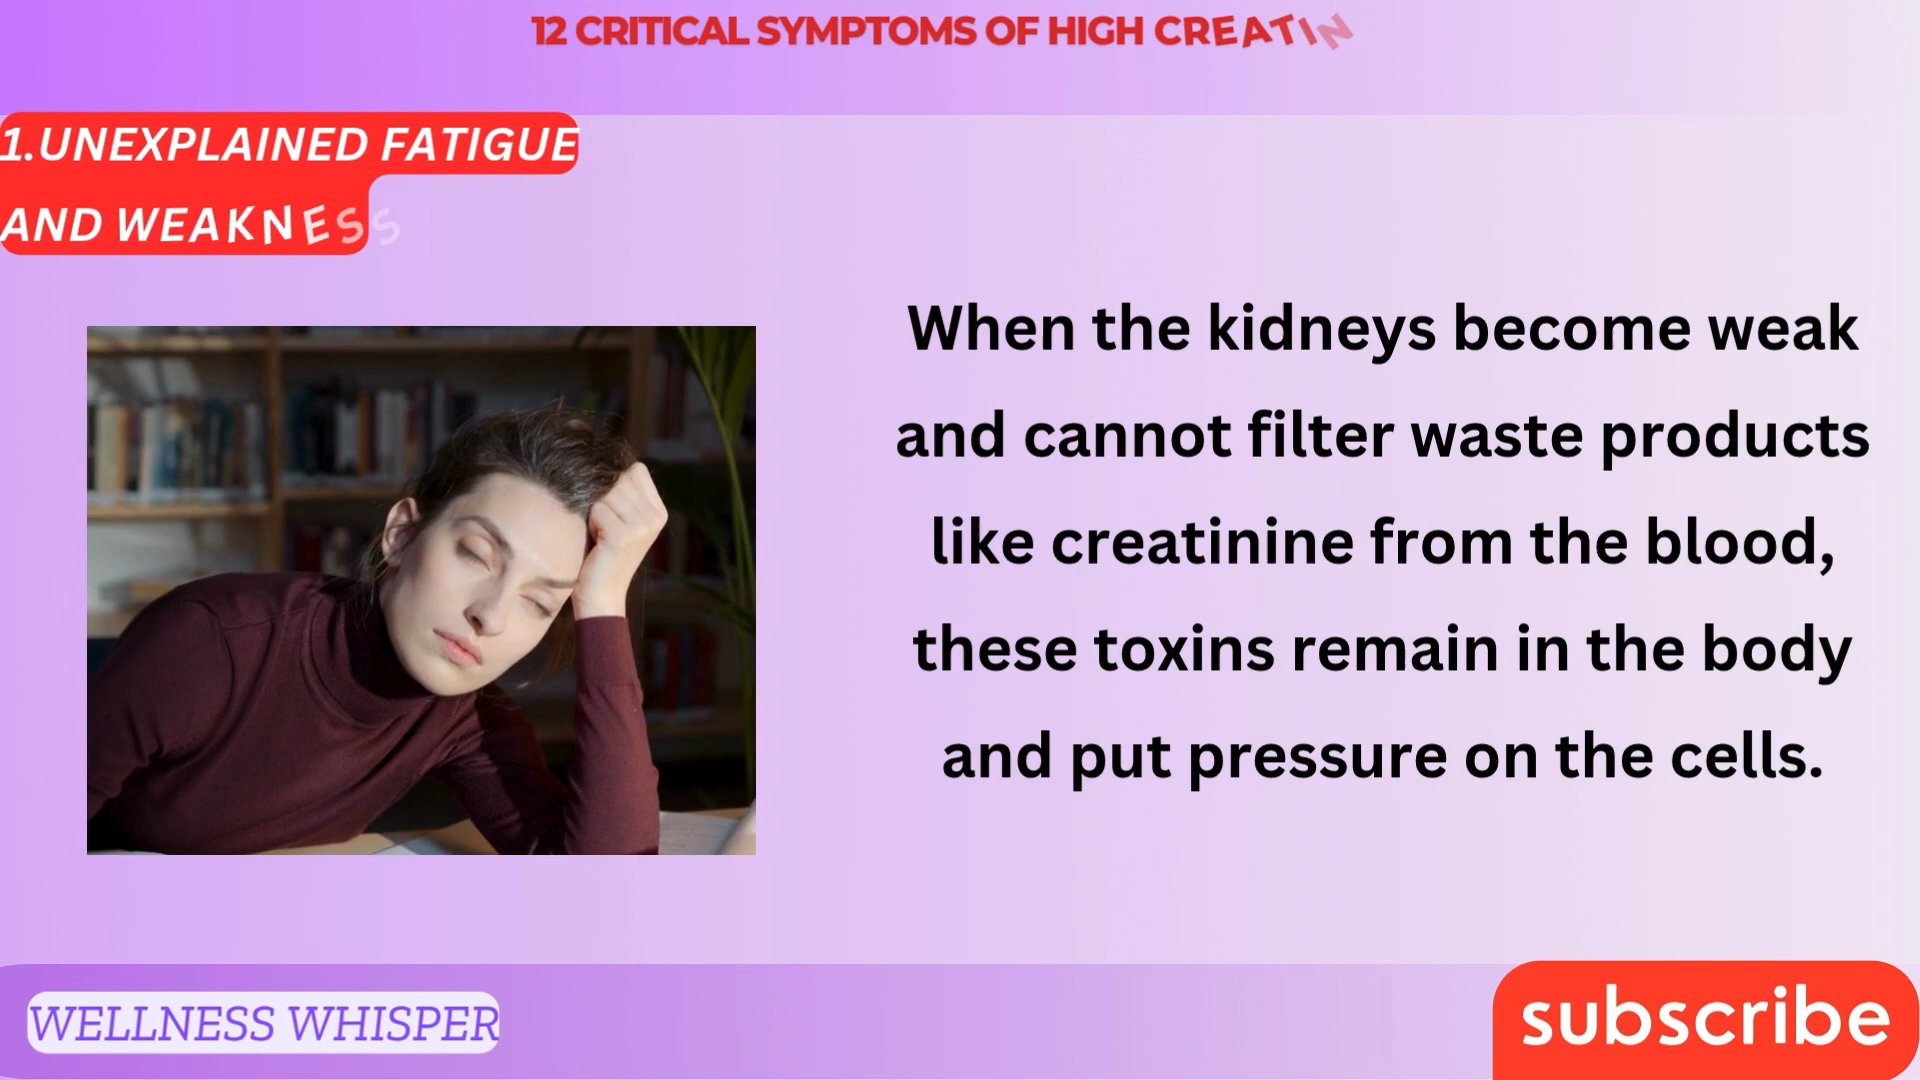 12 CRITICAL SYMPTOMS OF HIGH CREATIN
1.UNEXPLAINED FATIGUE
AND WEAKNESS
When the kidneys become weak
and cannot filter waste products
like creatinine from the blood,
these toxins remain in the body
and put pressure on the cells.
WELLNESS WHISPER
subscribe